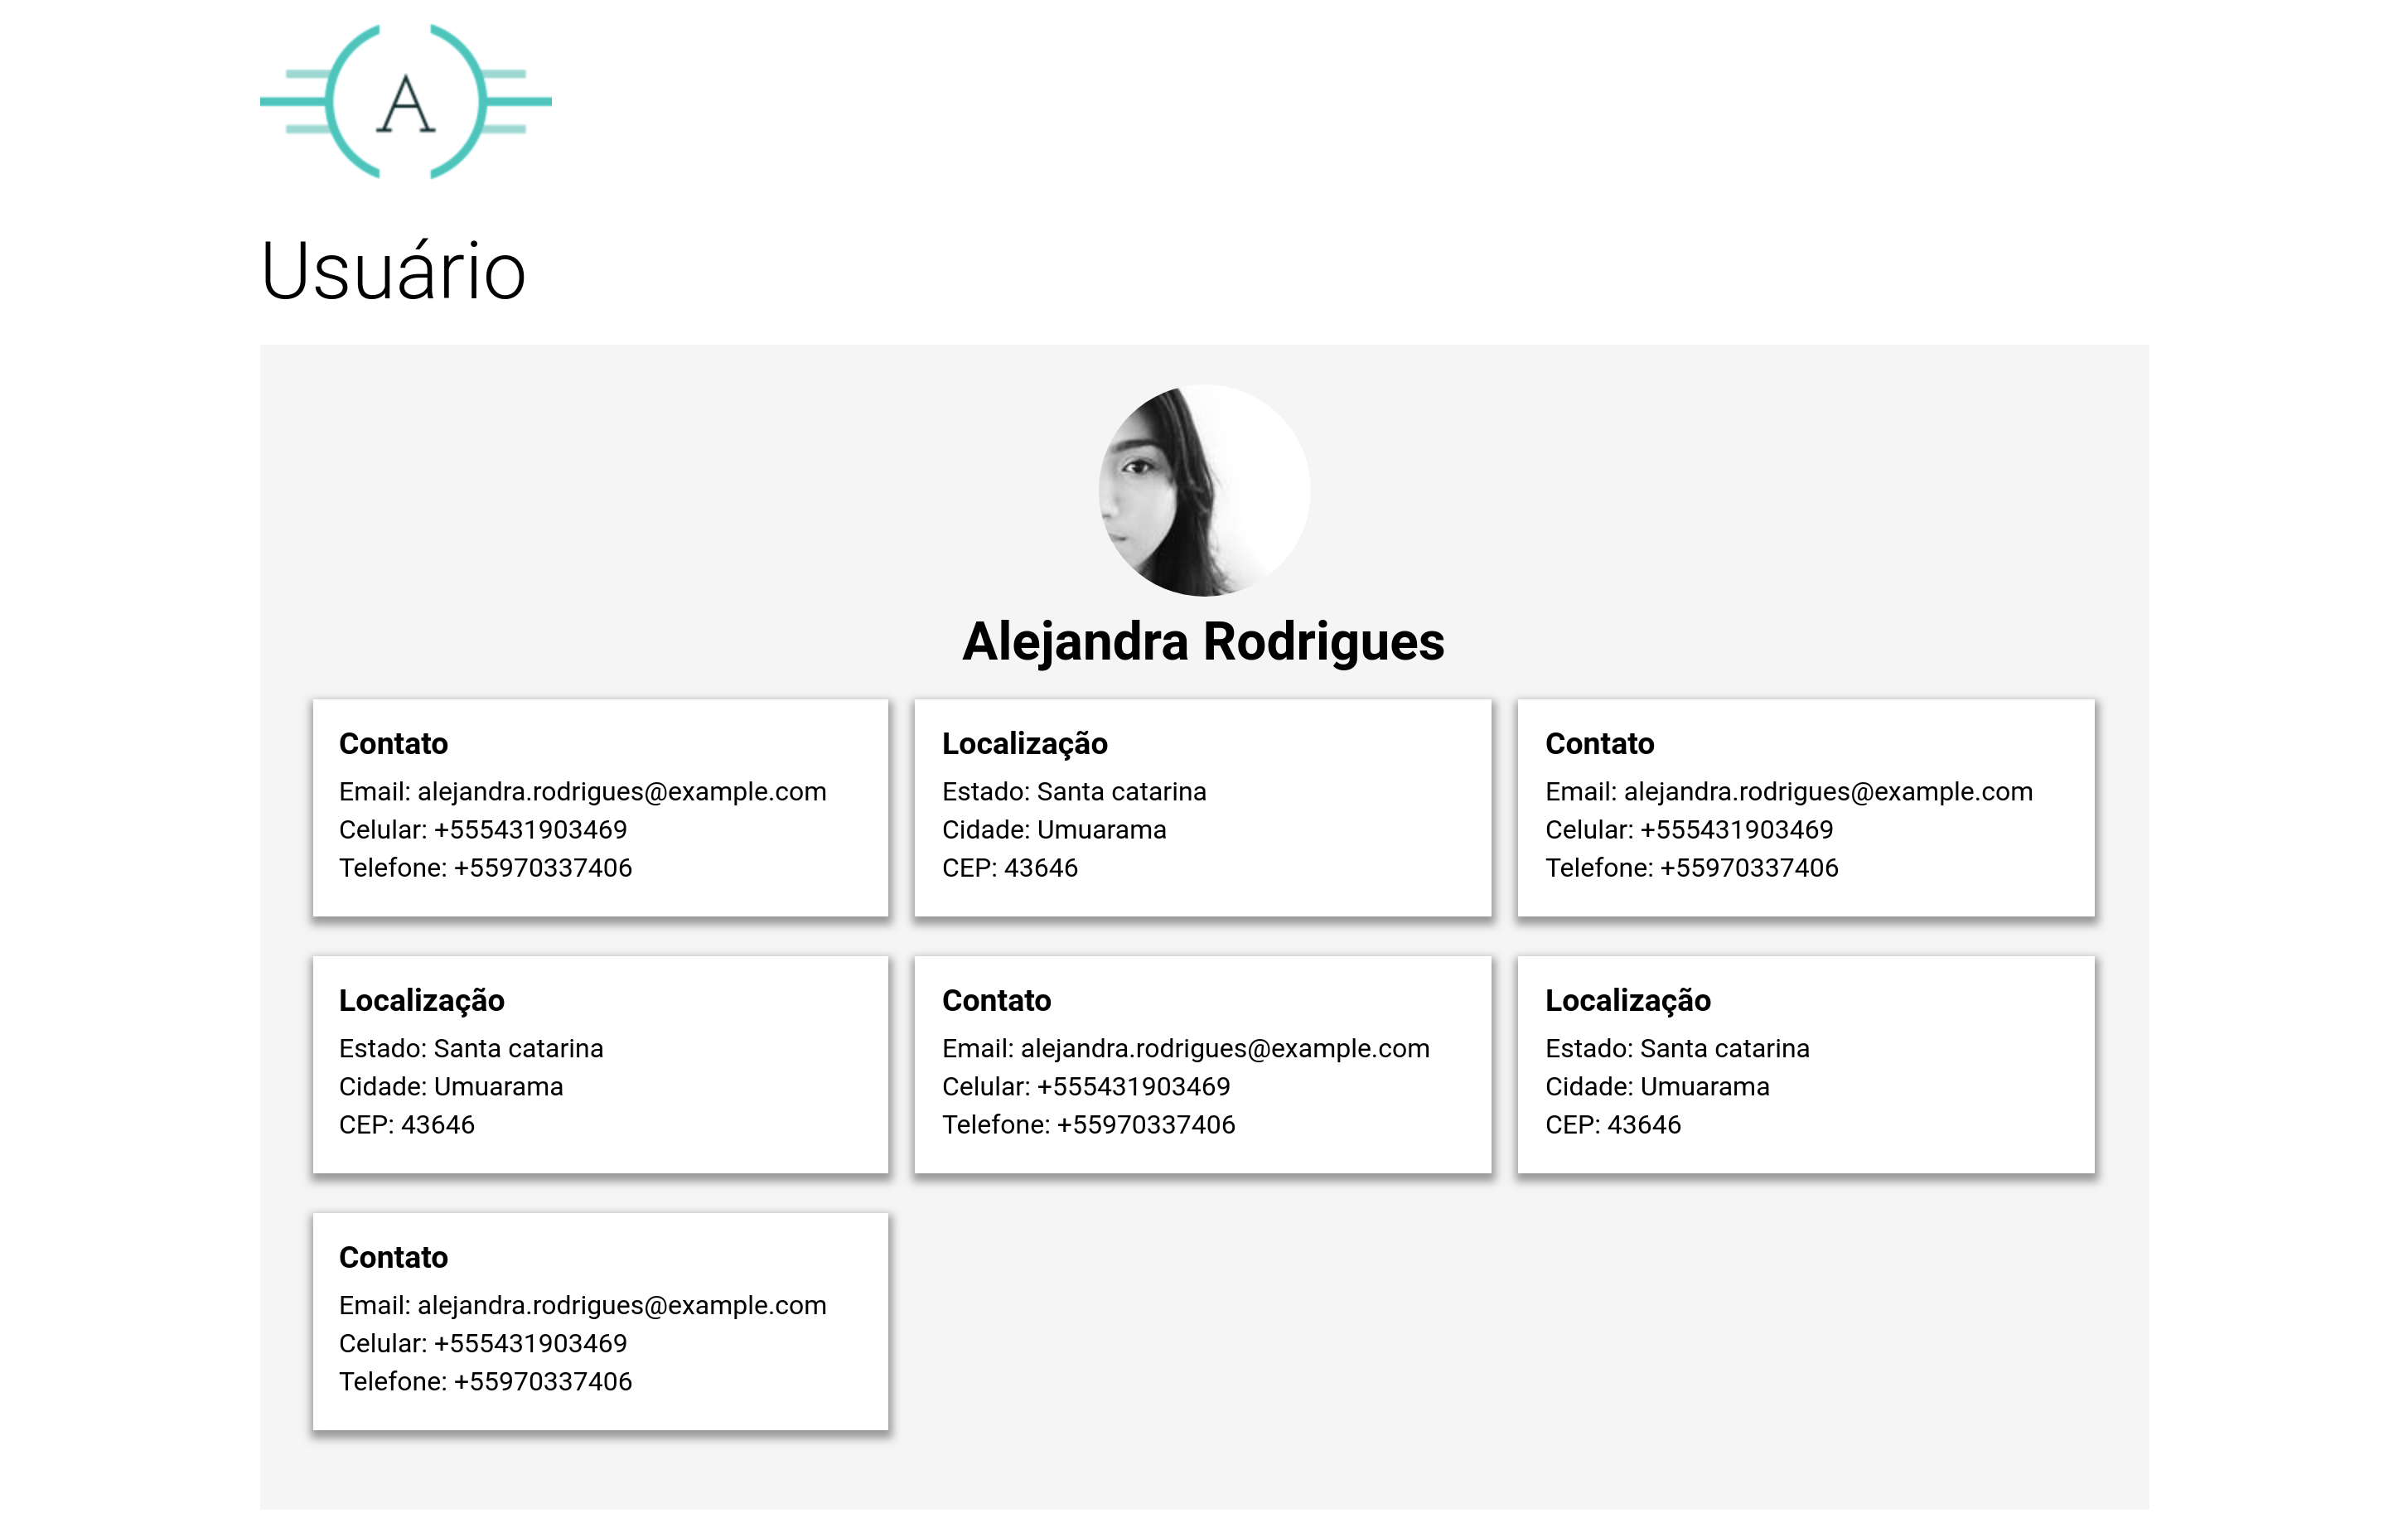 A
Usuário
Alejandra Rodrigues
Contato
Email: alejandra.rodrigues@example.com
Celular: +555431903469
Telefone: +55970337406
Localização
Estado: Santa catarina
Cidade: Umuarama
CEP: 43646
Contato
Email: alejandra.rodrigues@example.com
Celular: +555431903469
Telefone: +55970337406
Localização
Estado: Santa catarina
Cidade: Umuarama
CEP: 43646
Contato
Email: alejandra.rodrigues@example.com
Celular: +555431903469
Telefone: +55970337406
Localização
Estado: Santa catarina
Cidade: Umuarama
CEP: 43646
Contato
Email: alejandra.rodrigues@example.com
Celular: +555431903469
Telefone: +55970337406